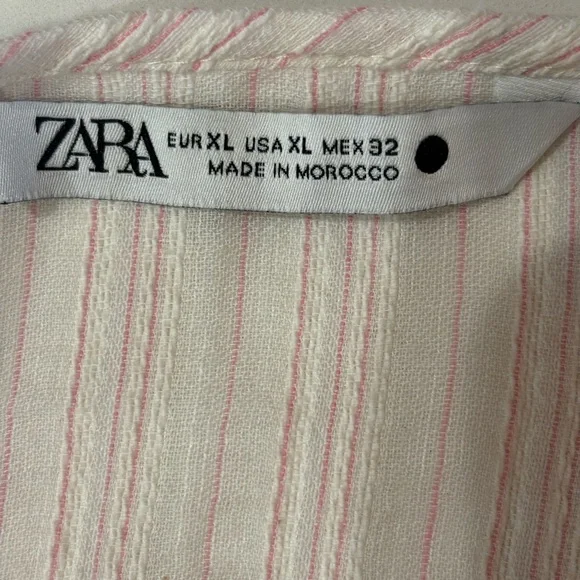 ZARA
EUR XL USA XL MEX 32
MADE IN MOROCCO